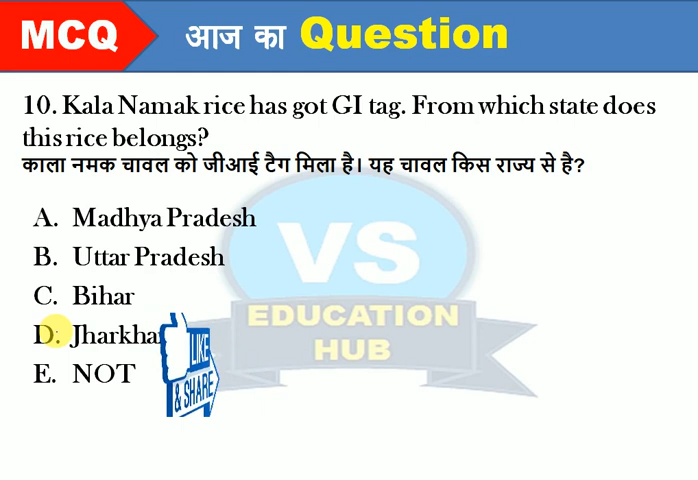 MCQ आज का Question
10. Kala Namak rice has got GI tag. From which state does
this rice belongs?
काला नमक चावल को जीआई टैग मिला है। यह चावल किस राज्य से है?
A. Madhya Pradesh
B. Uttar Pradesh
C. Bihar
D. Jharkha
E. NOT
LIKE
& SHARE
VS
EDUCATION
HUB